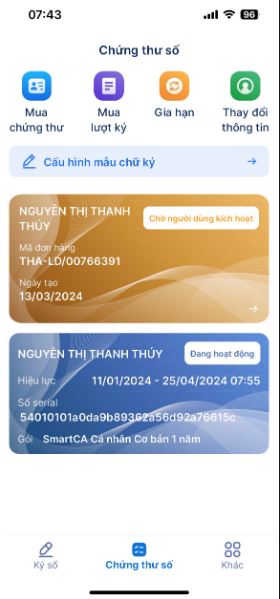 07:43
96
Chứng thư số
Mua
chứng thư
Mua
lượt ký
Gia hạn
Thay đổi
thông tin
Cấu hình mẫu chữ ký
NGUYỄN THỊ THANH
THÚY
Chờ người dùng kích hoạt
Mã đơn hàng
THA-LD/00766391
Ngày tạo
13/03/2024
NGUYỄN THỊ THANH THÚY
Đang hoạt động
Hiệu lực
11/01/2024 - 25/04/2024 07:55
Số serial
54010101a0da9b89362a56d92a76615c
Gói SmartCA Cá nhân Cơ bản 1 năm
Ký số
Chứng thư số
Khác